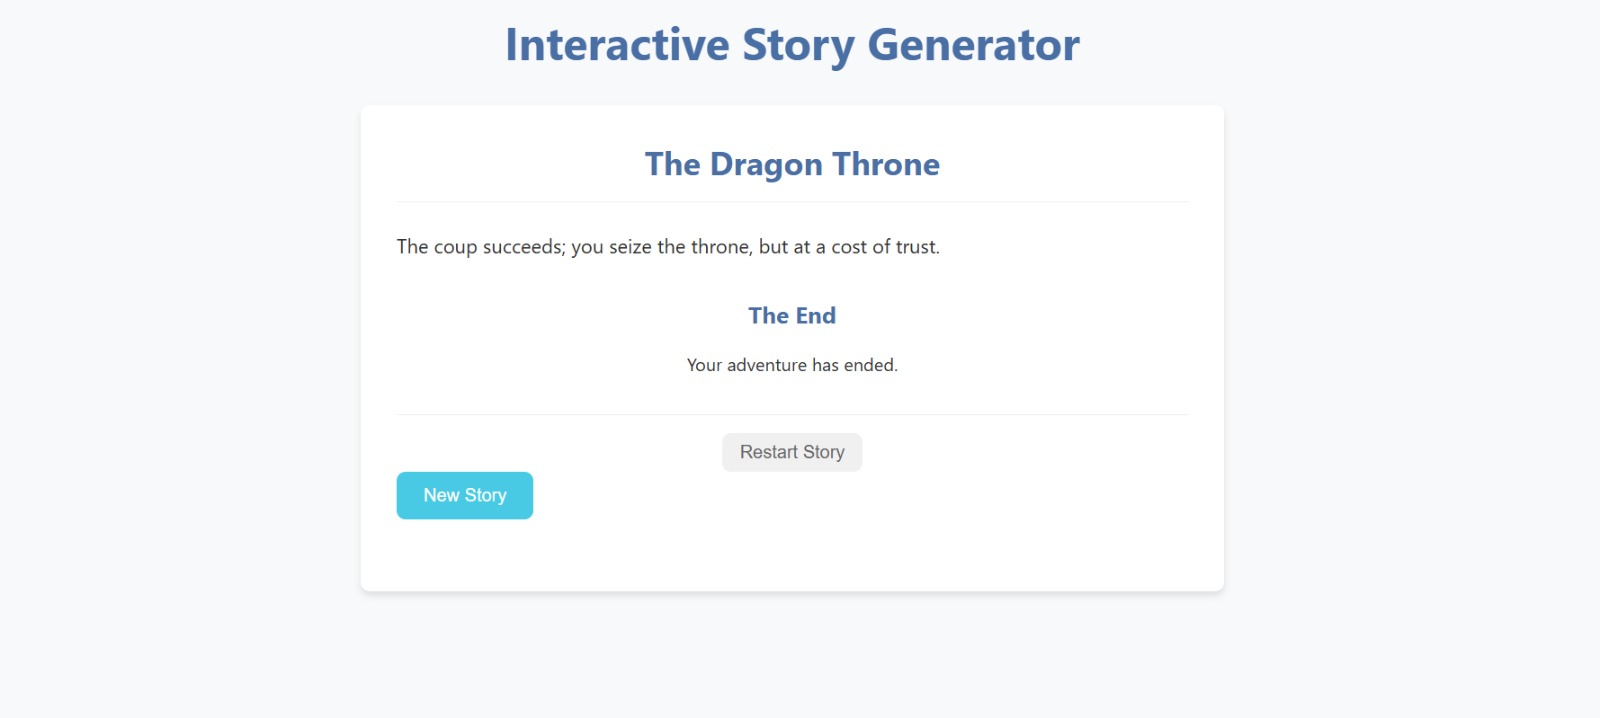 Interactive Story Generator
The Dragon Throne
The coup succeeds; you seize the throne, but at a cost of trust.
The End
Your adventure has ended.
Restart Story
New Story